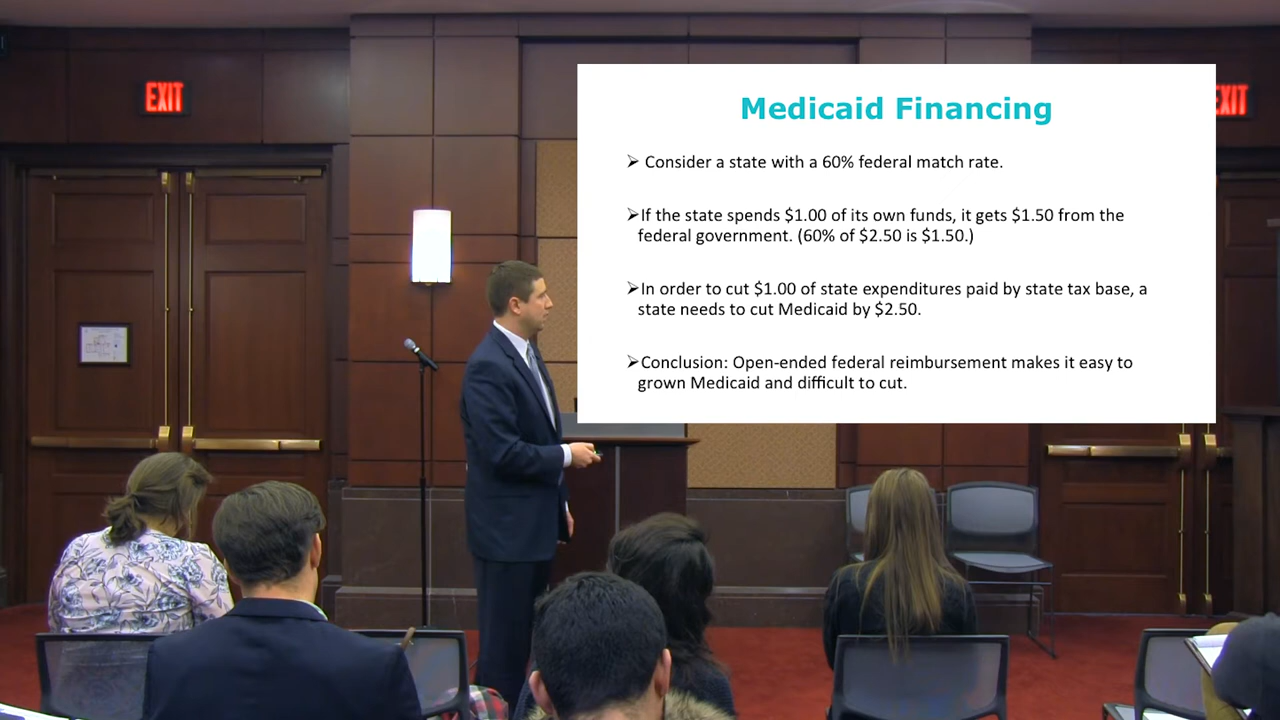 EXIT
EXIT
Medicaid Financing
➢ Consider a state with a 60% federal match rate.
➢If the state spends $1.00 of its own funds, it gets $1.50 from the
federal government. (60% of $2.50 is $1.50.)
➢In order to cut $1.00 of state expenditures paid by state tax base, a
state needs to cut Medicaid by $2.50.
➢Conclusion: Open-ended federal reimbursement makes it easy to
grown Medicaid and difficult to cut.